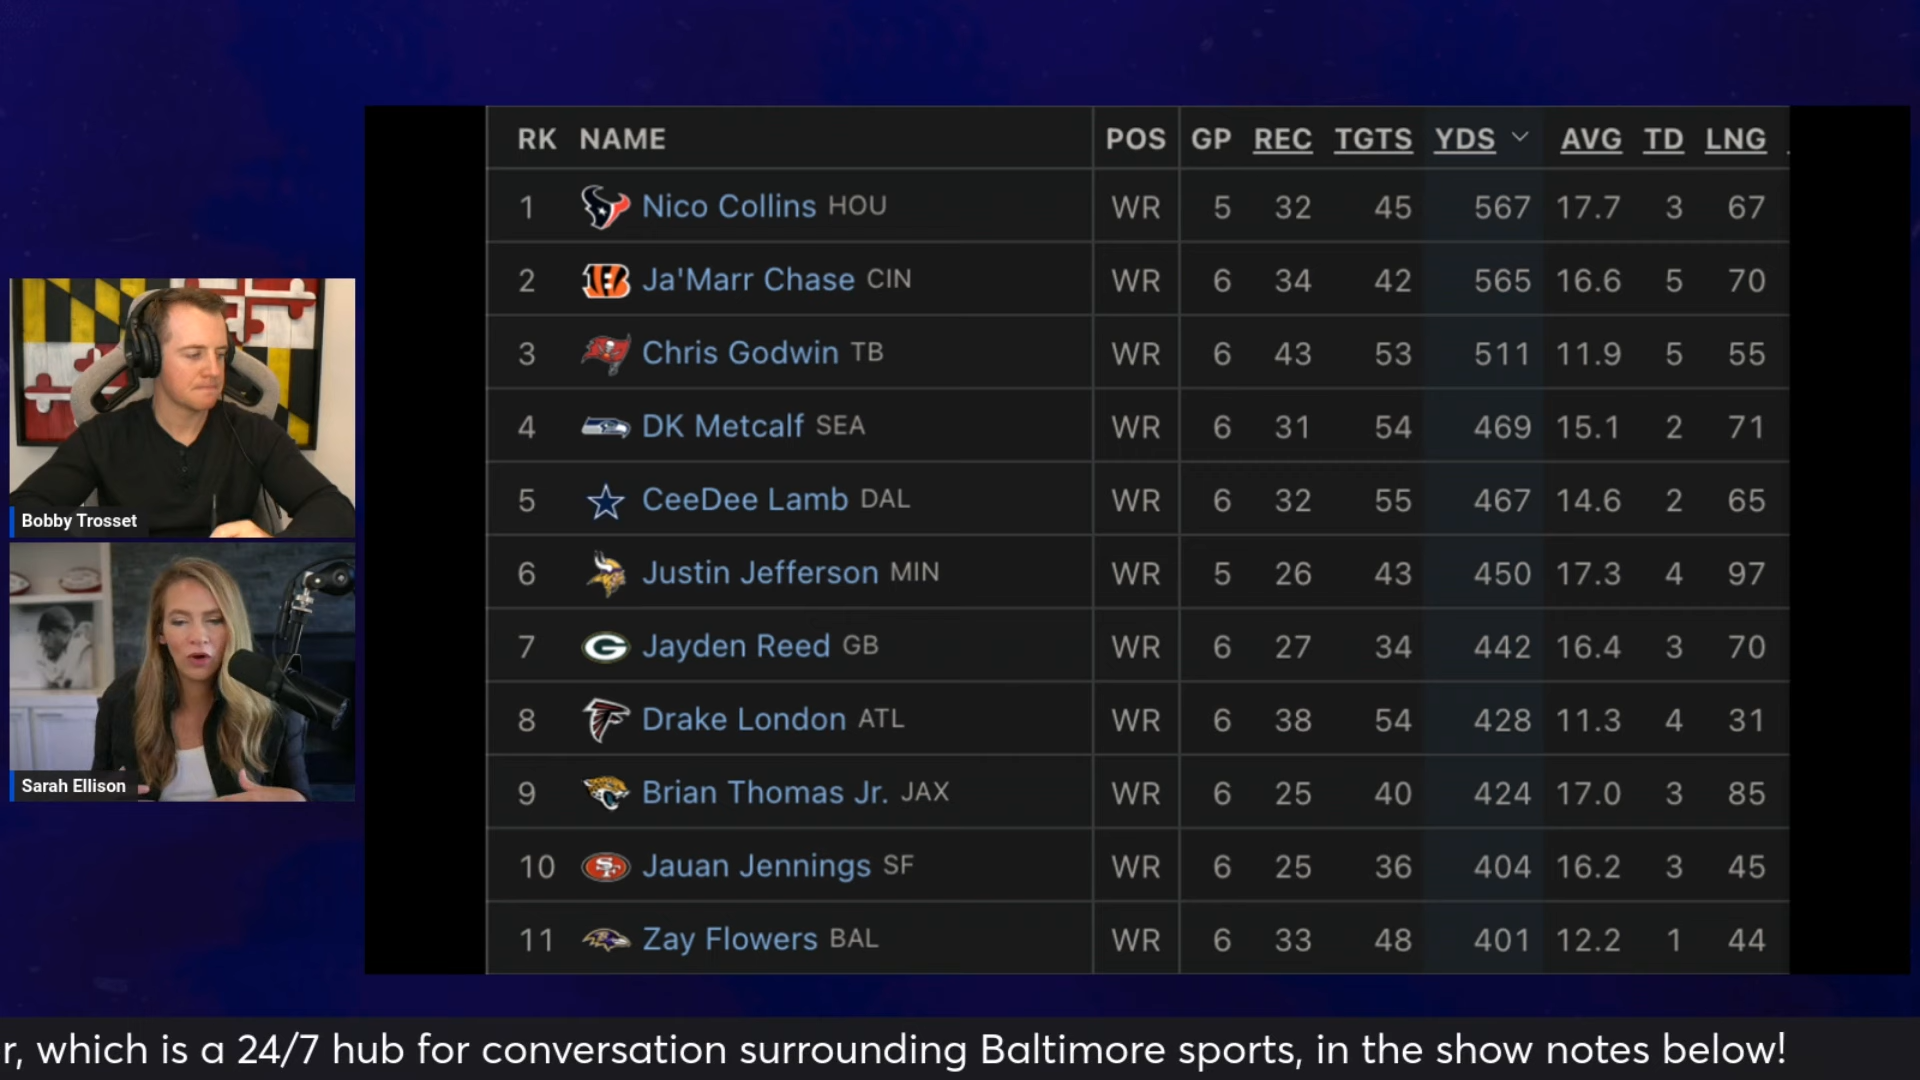 RK NAME POS GP REC TGTS YDS AVG TD LNG
1 Nico Collins HOU WR 5 32 45 567 17.7 3 67
2 Ja'Marr Chase CIN WR 6 34 42 565 16.6 5 70
3 Chris Godwin TB WR 6 43 53 511 11.9 5 55
4 DK Metcalf SEA WR 6 31 54 469 15.1 2 71
5 CeeDee Lamb DAL WR 6 32 55 467 14.6 2 65
6 Justin Jefferson MIN WR 5 26 43 450 17.3 4 97
7 Jayden Reed GB WR 6 27 34 442 16.4 3 70
8 Drake London ATL WR 6 38 54 428 11.3 4 31
9 Brian Thomas Jr. JAX WR 6 25 40 424 17.0 3 85
10 Jauan Jennings SF WR 6 25 36 404 16.2 3 45
11 Zay Flowers BAL WR 6 33 48 401 12.2 1 44
Bobby Trosset
Sarah Ellison
r, which is a 24/7 hub for conversation surrounding Baltimore sports, in the show notes below!